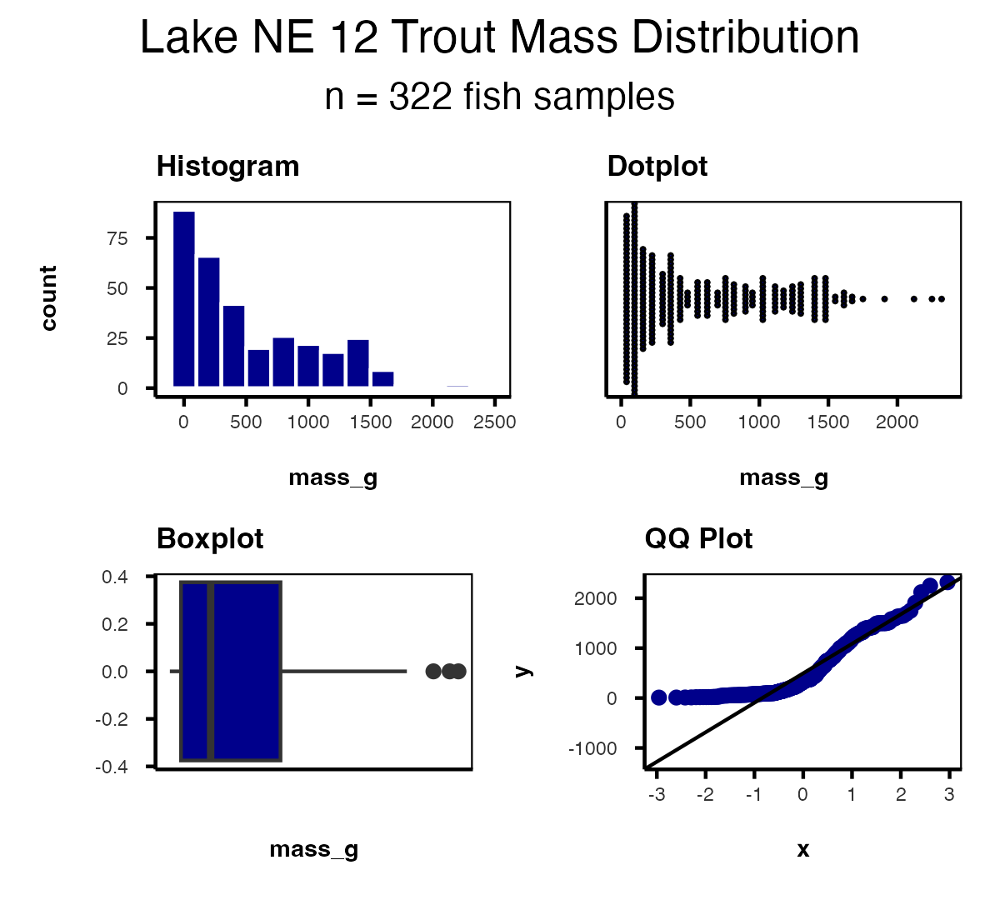 Lake NE 12 Trout Mass Distribution
n = 322 fish samples
Histogram
count
75
50
25
0
0 500 1000 1500 2000 2500
mass_g
Dotplot
0 500 1000 1500 2000
mass_g
Boxplot
0.4
0.2
0.0
-0.2
-0.4
mass_g
QQ Plot
y
2000
1000
0
-1000
-3 -2 -1 0 1 2 3
x